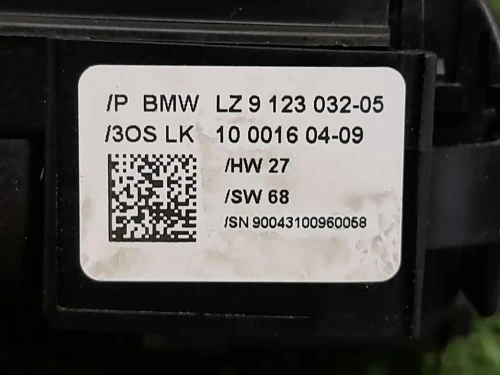 /P BMW LZ 9 123 032-05
/3OS LK 10 0016 04-09
/HW 27
/SW 68
/SN 90043100960058